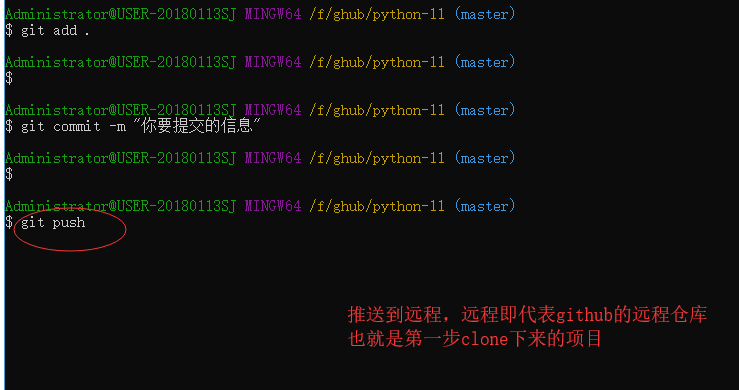 Administrator@USER-20180113SJ MINGW64 /f/ghub/python-11 (master)
$ git add .
Administrator@USER-20180113SJ MINGW64 /f/ghub/python-11 (master)
$
Administrator@USER-20180113SJ MINGW64 /f/ghub/python-11 (master)
$ git commit -m "你要提交的信息"
Administrator@USER-20180113SJ MINGW64 /f/ghub/python-11 (master)
$
Administrator@USER-20180113SJ MINGW64 /f/ghub/python-11 (master)
$ git push
推送到远程，远程即代表github的远程仓库
也就是第一步clone下来的项目